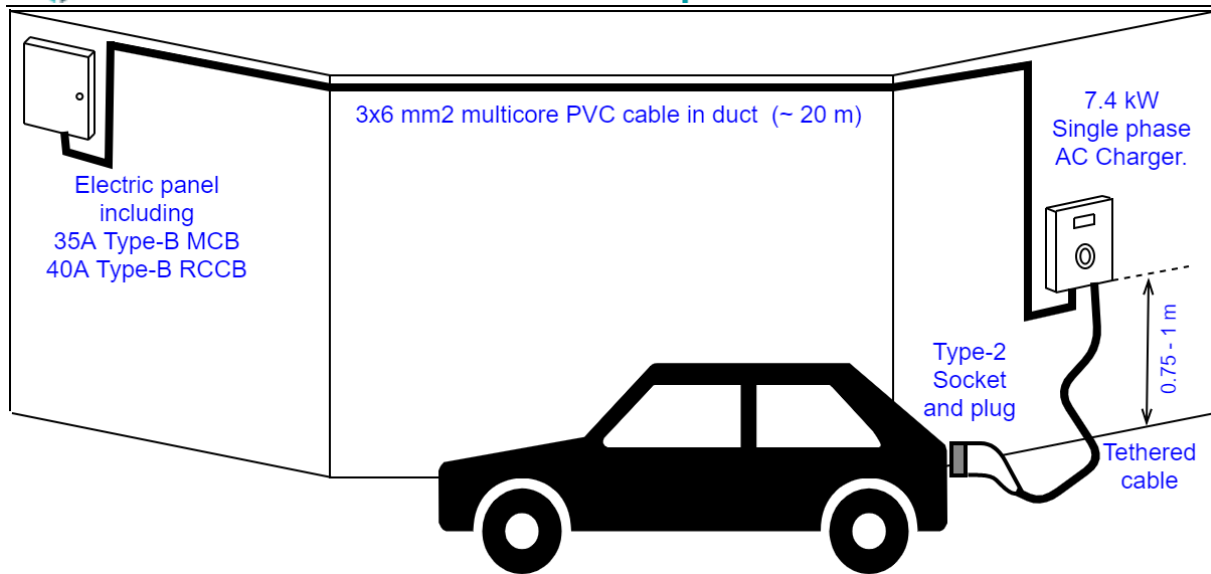 3x6 mm2 multicore PVC cable in duct (~ 20 m)
7.4 kW
Single phase
AC Charger.
Electric panel
including
35A Type-B MCB
40A Type-B RCCB
0.75 - 1 m
Type-2
Socket
and plug
Tethered
cable